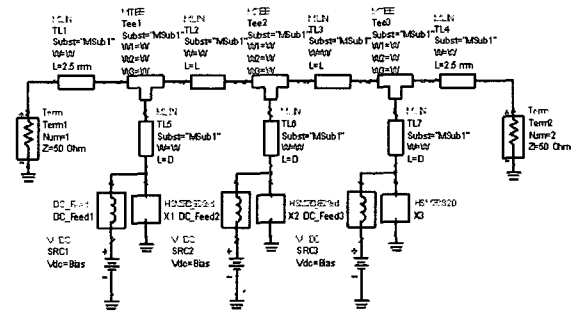 MLIN
TL1
Subst="MSub1"
W=W
L=2.5 mm
MTEE
Tee1
Subst="MSub1"
W1=W
W2=W
W3=W
MLIN
TL2
Subst="MSub1"
W=W
L=L
MTEE
Tee2
Subst="MSub1"
W1=W
W2=W
W3=W
MLIN
TL3
Subst="MSub1"
W=W
L=L
MTEE
Tee3
Subst="MSub1"
W1=W
W2=W
W3=W
MLIN
TL4
Subst="MSub1"
W=W
L=2.5 mm
Term
Term1
Num=1
Z=50 Ohm
MLIN
TL5
Subst="MSub1"
W=W
L=D
MLIN
TL6
Subst="MSub1"
W=W
L=D
MLIN
TL7
Subst="MSub1"
W=W
L=D
Term
Term2
Num=2
Z=50 Ohm
DC_Feed
DC_Feed1
X1
DC_Feed2
X2
DC_Feed3
X3
V_DC
SRC1
Vdc=Bias
V_DC
SRC2
Vdc=Bias
V_DC
SRC3
Vdc=Bias